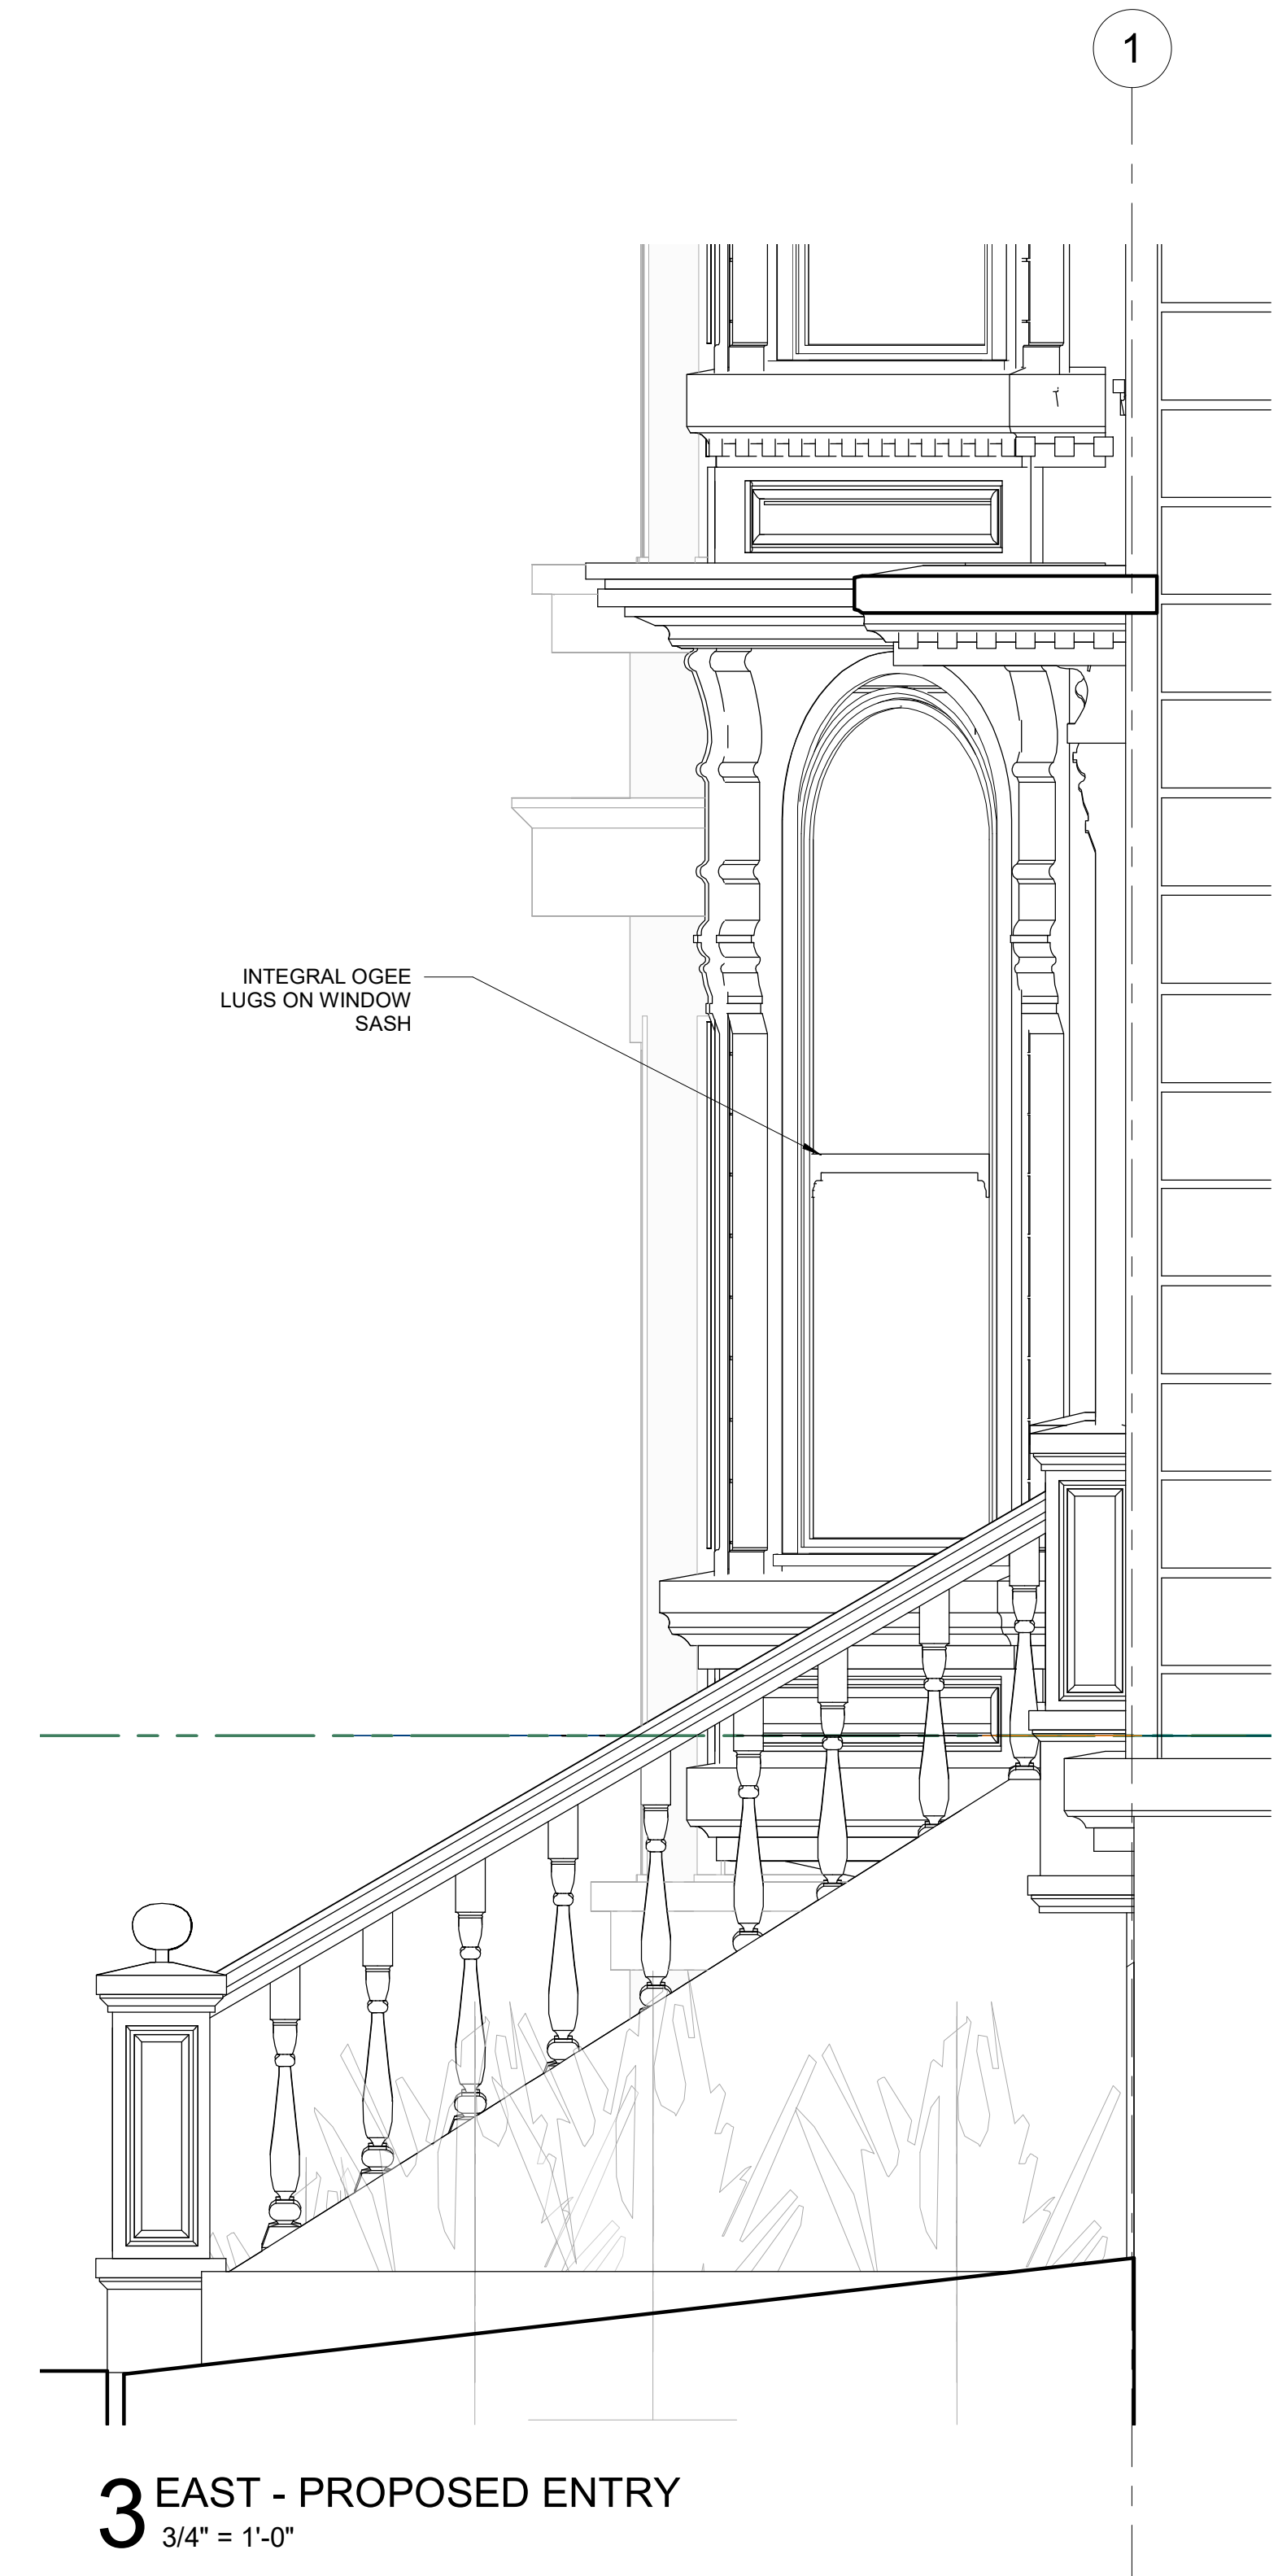 1
INTEGRAL OGEE
LUGS ON WINDOW
SASH
3 EAST - PROPOSED ENTRY
3/4" = 1'-0"